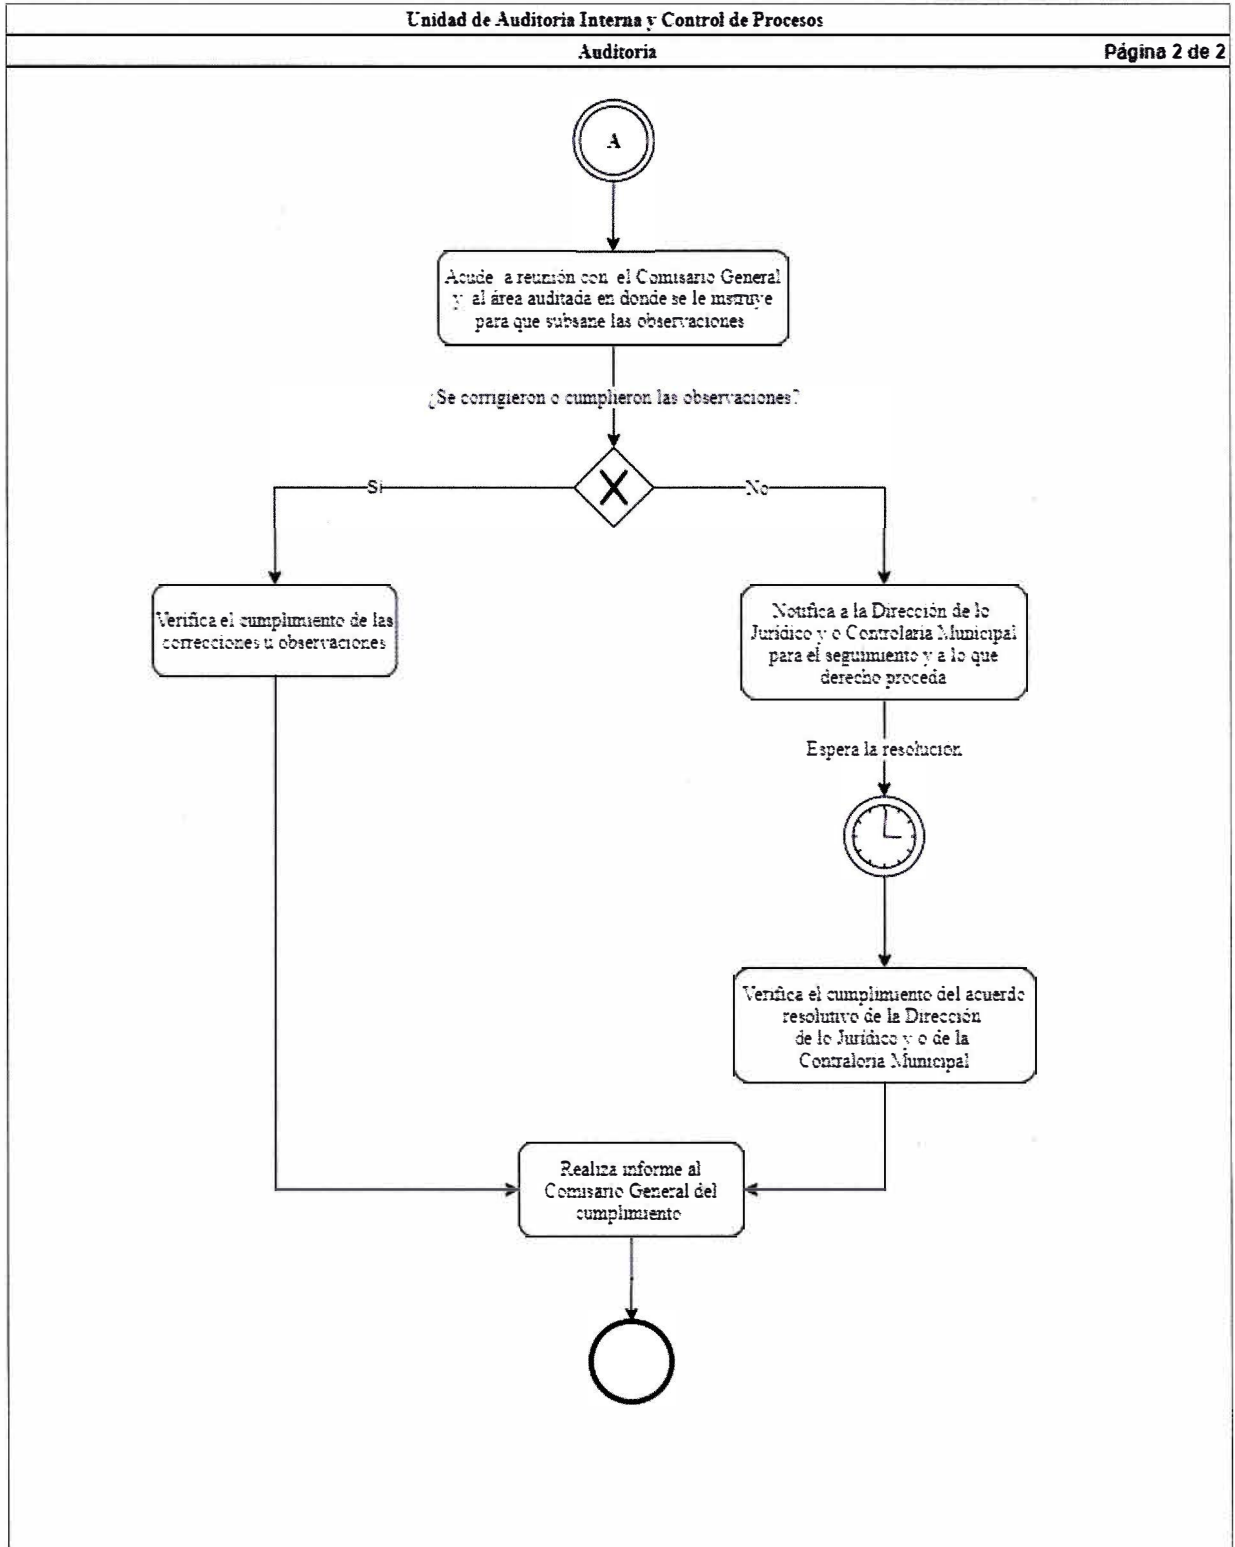 Unidad de Auditoria Interna y Control de Procesos
Auditoria
Página 2 de 2
A
Acude a reunión con el Comisario General
y al área auditada en donde se le instruye
para que subsane las observaciones
¿Se corrigieron o cumplieron las observaciones?
Si
No
Verifica el cumplimiento de las
correcciones u observaciones
Notifica a la Dirección de lo
Jurídico y o Controlaria Municipal
para el seguimiento y a lo que
derecho proceda
Espera la resolución
Verifica el cumplimiento del acuerdo
resolutivo de la Dirección
de lo Jurídico y o de la
Contraloria Municipal
Realiza informe al
Comisario General del
cumplimiento